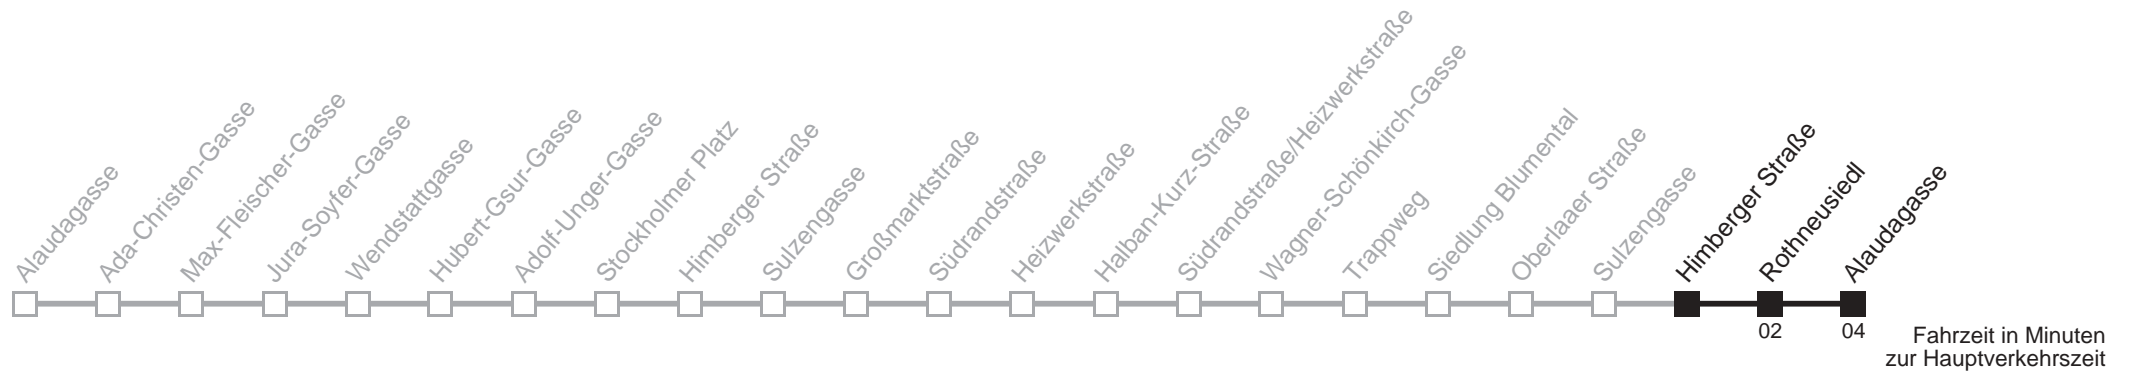 Alaudagasse
Ada-Christen-Gasse
Max-Fleischer-Gasse
Jura-Soyfer-Gasse
Wendstattgasse
Hubert-Gsur-Gasse
Adolf-Unger-Gasse
Stockholmer Platz
Himberger Straße
Sulzengasse
Großmarktstraße
Südrandstraße
Heizwerkstraße
Halban-Kurz-Straße
Südrandstraße/Heizwerkstraße
Wagner-Schönkirch-Gasse
Trappweg
Siedlung Blumental
Oberlaaer Straße
Sulzengasse
Himberger Straße
Rothneusiedl
Alaudagasse
02
04
Fahrzeit in Minuten
zur Hauptverkehrszeit